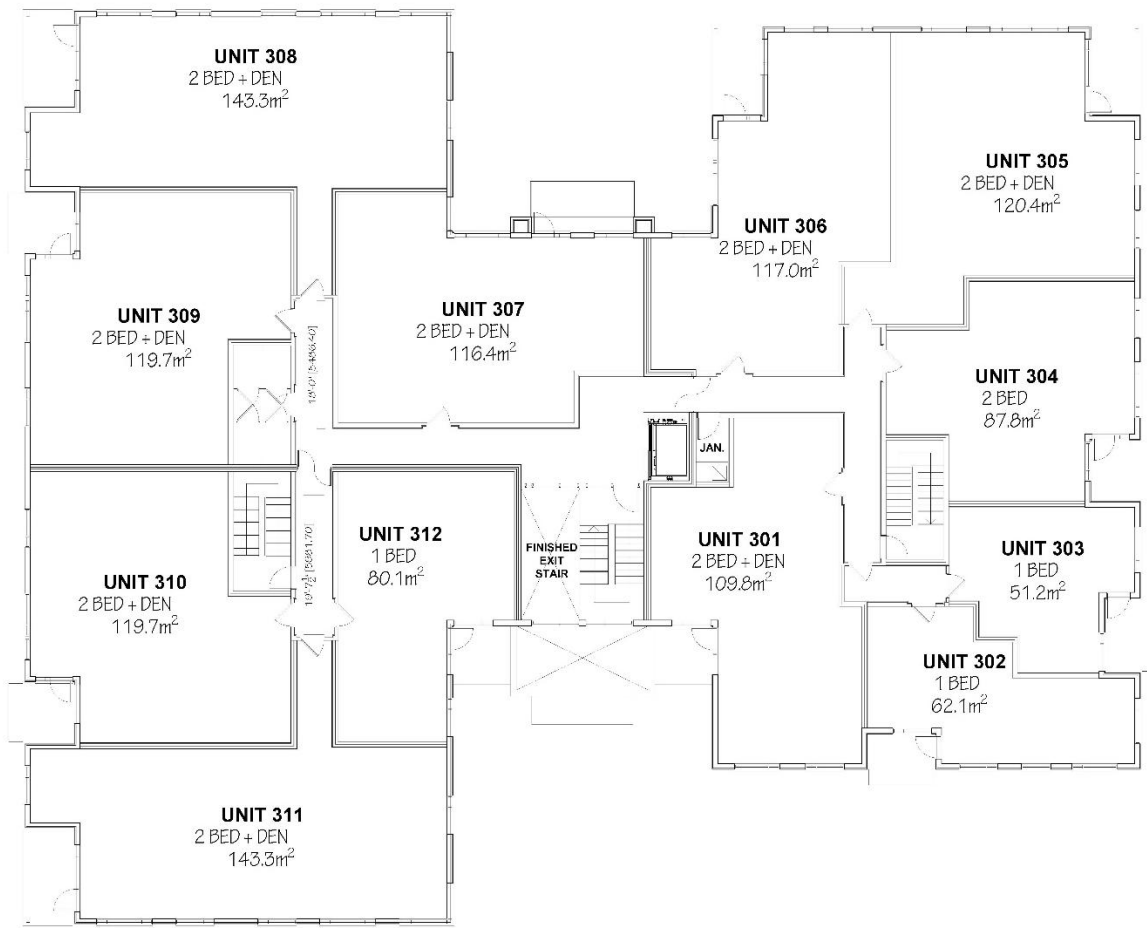 UNIT 308
2 BED + DEN
143.3m²
UNIT 305
2 BED + DEN
120.4m²
UNIT 306
2 BED + DEN
117.0m²
UNIT 309
2 BED + DEN
119.7m²
UNIT 307
2 BED + DEN
116.4m²
18'-0" [5486.40]
UNIT 304
2 BED
87.8m²
JAN.
UNIT 310
2 BED + DEN
119.7m²
UNIT 312
1 BED
80.1m²
FINISHED
EXIT
STAIR
UNIT 301
2 BED + DEN
109.8m²
UNIT 303
1 BED
51.2m²
UNIT 302
1 BED
62.1m²
UNIT 311
2 BED + DEN
143.3m²